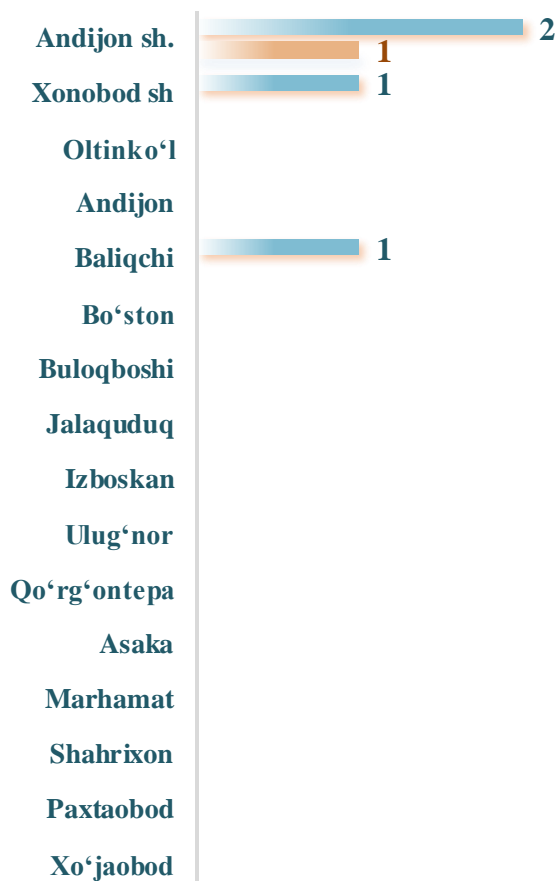 Andijon sh. 2
1
Xonobod sh 1
Oltinko‘l
Andijon
Baliqchi 1
Bo‘ston
Buloqboshi
Jalaquduq
Izboskan
Ulug‘nor
Qo‘rg‘ontepa
Asaka
Marhamat
Shahrixon
Paxtaobod
Xo‘jaobod